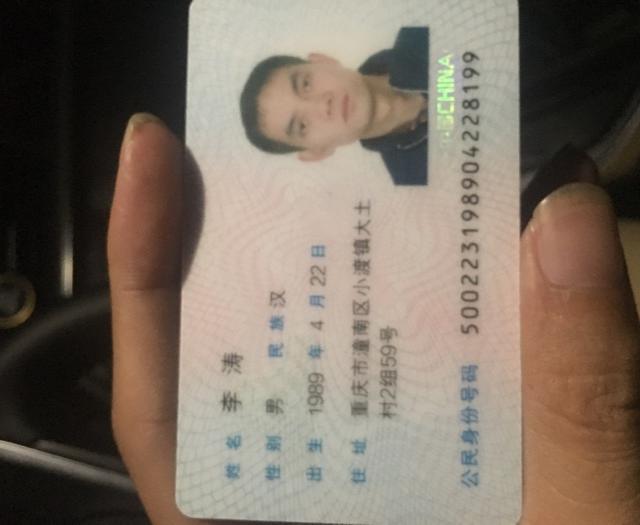 姓名 李涛
性别 男 民族 汉
出生 1989 年 4 月 22 日
住址 重庆市潼南区小渡镇大土
村2组59号
公民身份号码 500223198904228199
CHINA